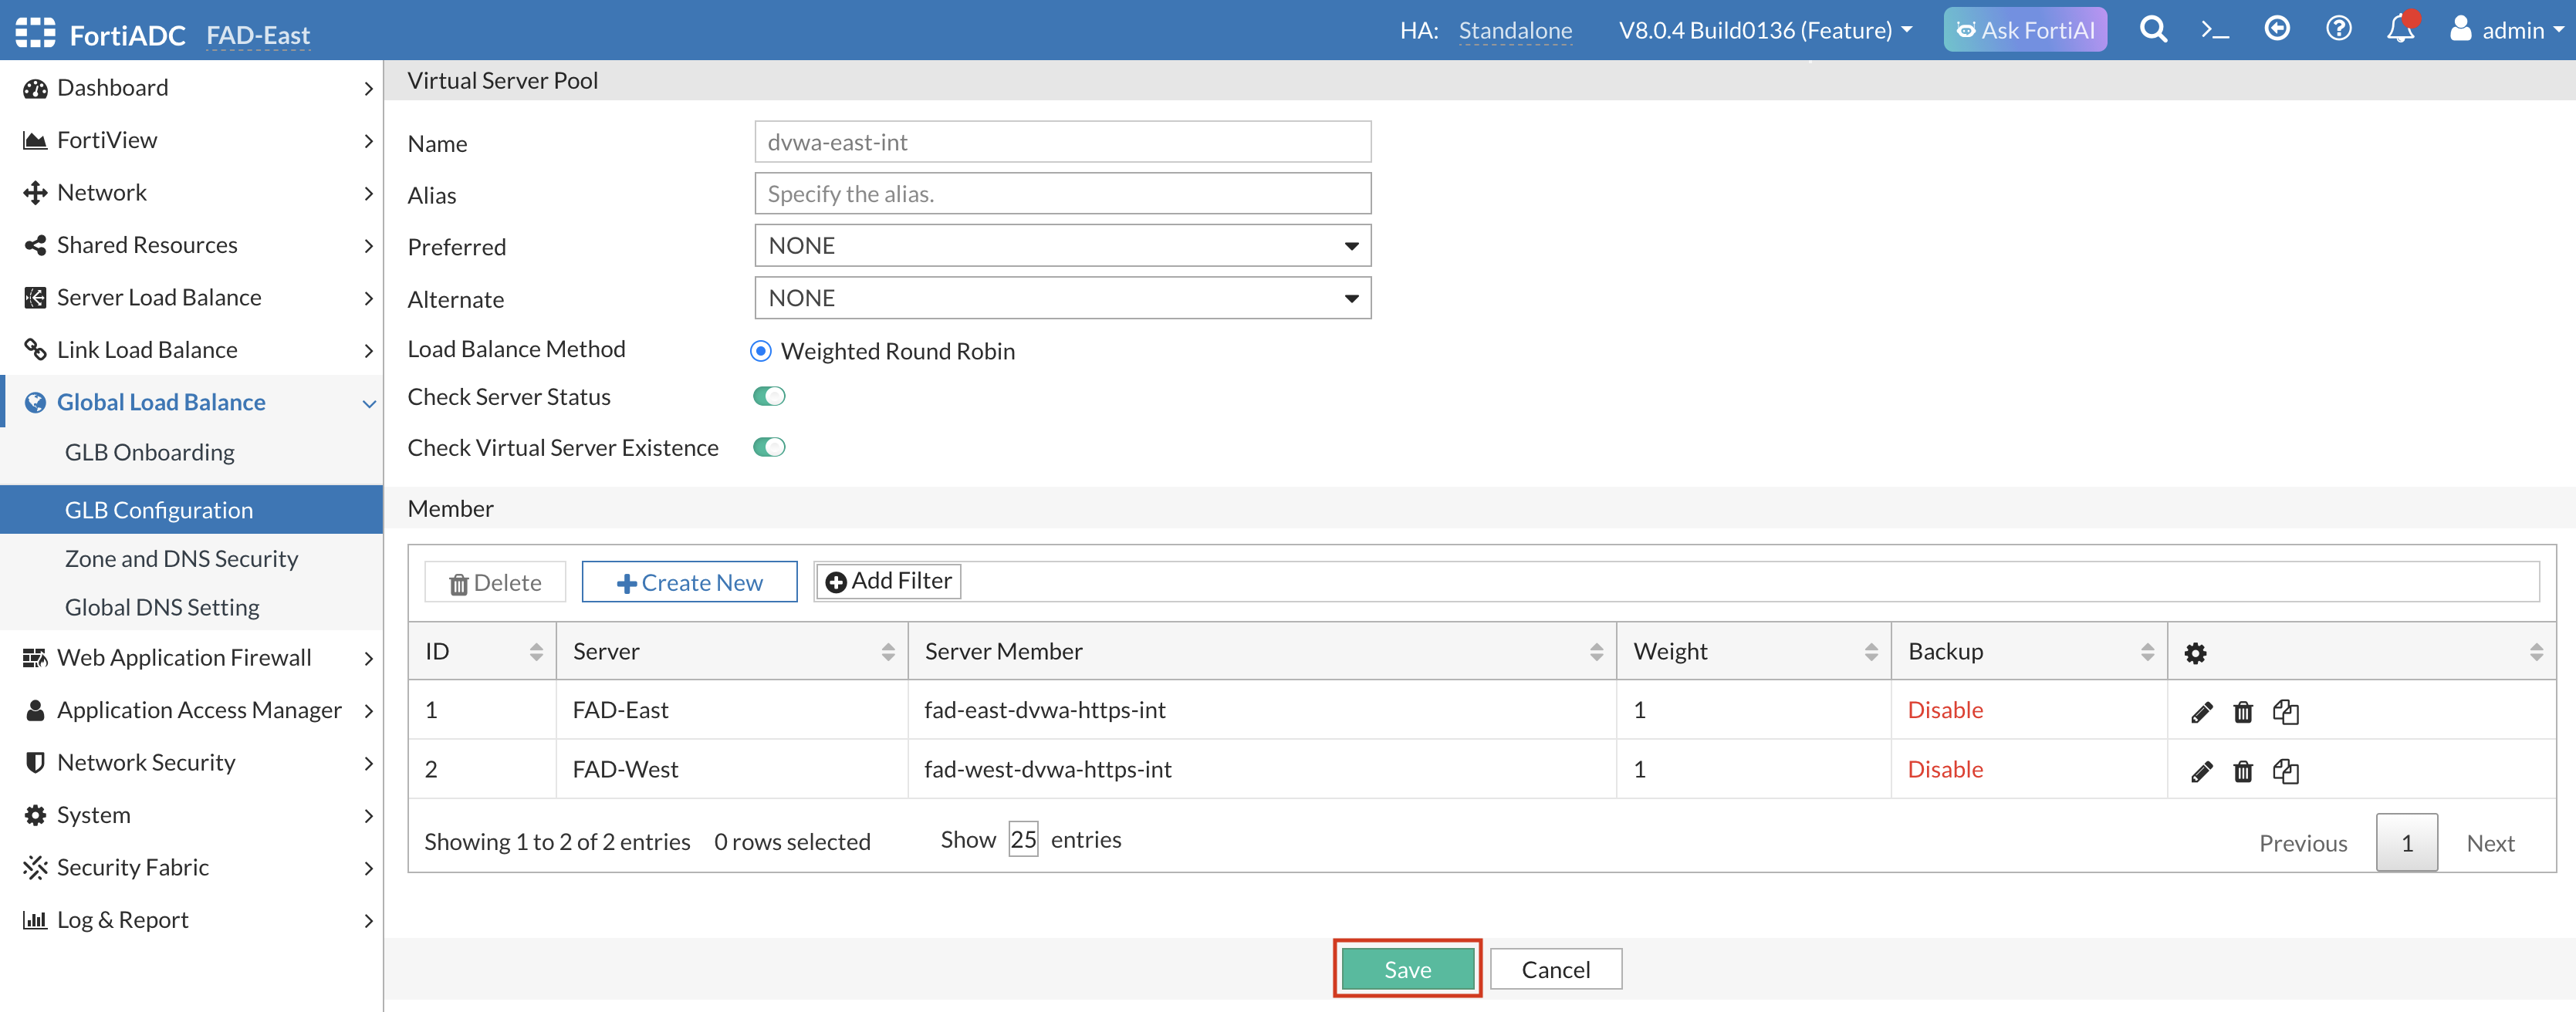 FortiADC FAD-East HA: Standalone V8.0.4 Build0136 (Feature) Ask FortiAI admin
Dashboard
FortiView
Network
Shared Resources
Server Load Balance
Link Load Balance
Global Load Balance
GLB Onboarding
GLB Configuration
Zone and DNS Security
Global DNS Setting
Web Application Firewall
Application Access Manager
Network Security
System
Security Fabric
Log & Report
Virtual Server Pool
Name dvwa-east-int
Alias Specify the alias.
Preferred NONE
Alternate NONE
Load Balance Method Weighted Round Robin
Check Server Status
Check Virtual Server Existence
Member
Delete Create New Add Filter
ID Server Server Member Weight Backup
1 FAD-East fad-east-dvwa-https-int 1 Disable
2 FAD-West fad-west-dvwa-https-int 1 Disable
Showing 1 to 2 of 2 entries 0 rows selected Show 25 entries Previous 1 Next
Save Cancel